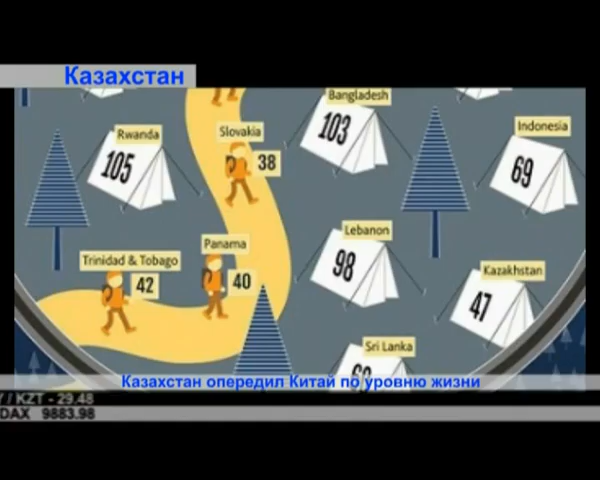 Казахстан
Bangladesh
103
Rwanda
105
Slovakia
38
Indonesia
69
Lebanon
98
Panama
40
Trinidad & Tobago
42
Kazakhstan
47
Sri Lanka
Казахстан опередил Китай по уровню жизни
/ KZT - 29.48
DAX 9883.98